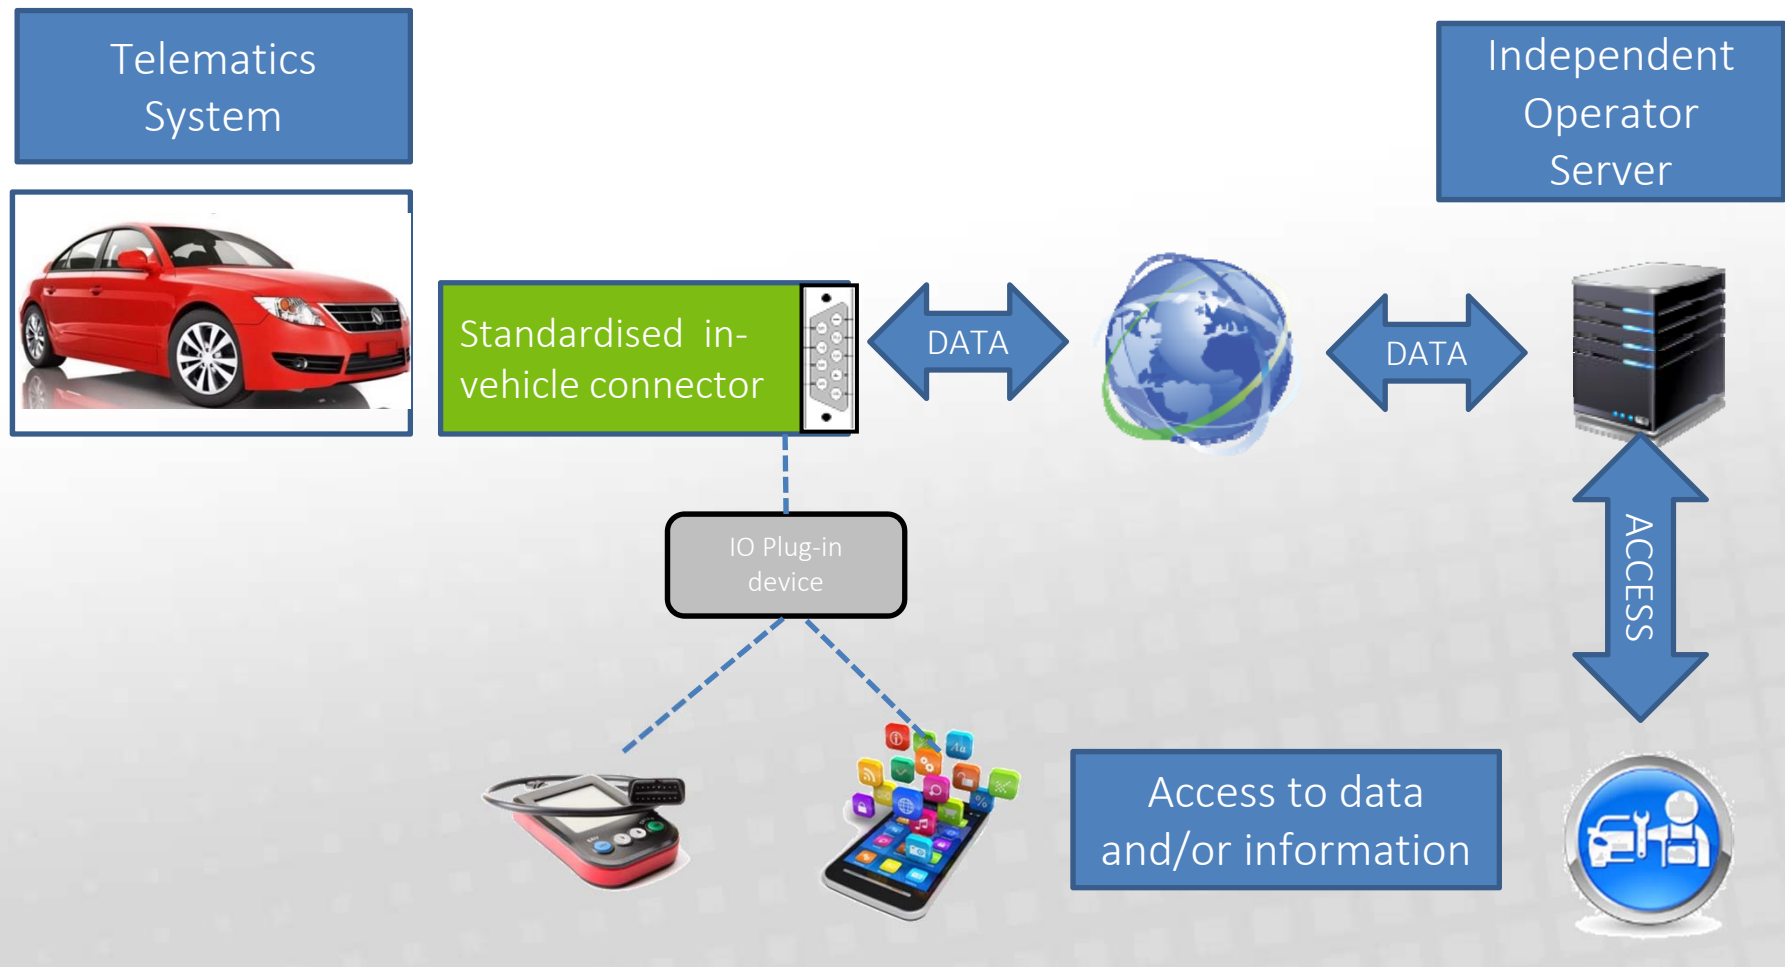 Telematics
System
Independent
Operator
Server
Standardised  in-
vehicle connector
DATA
DATA
IO Plug-in
device
ACCESS
Access to data
and/or information
Aa
%